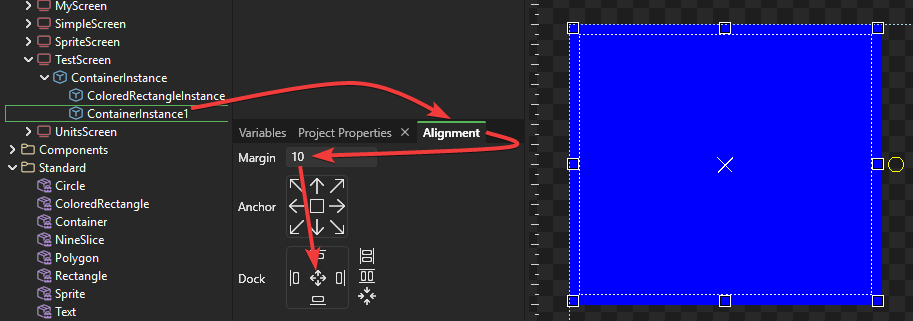 MyScreen
SimpleScreen
SpriteScreen
TestScreen
ContainerInstance
ColoredRectangleInstance
ContainerInstance1
UnitsScreen
Components
Standard
Circle
ColoredRectangle
Container
NineSlice
Polygon
Rectangle
Sprite
Text
Variables Project Properties Alignment
Margin 10
Anchor
Dock